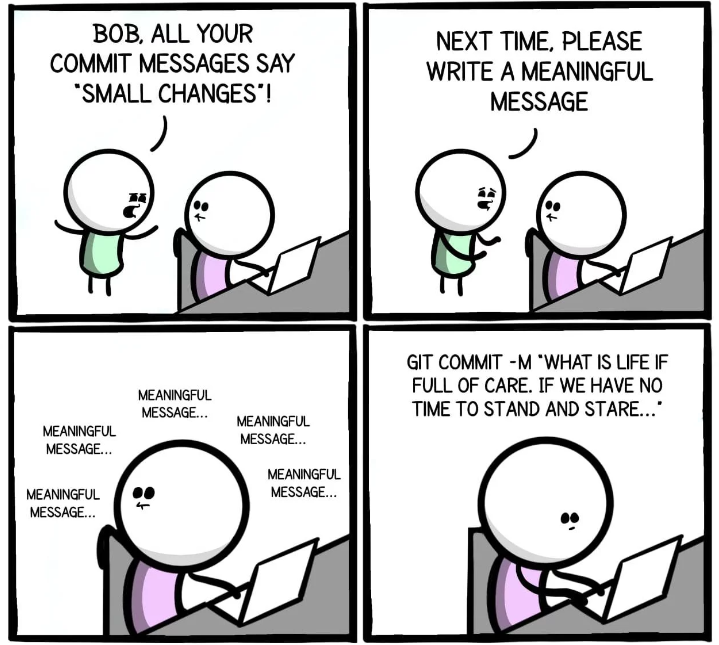 BOB, ALL YOUR
COMMIT MESSAGES SAY
"SMALL CHANGES"!
NEXT TIME, PLEASE
WRITE A MEANINGFUL
MESSAGE
MEANINGFUL
MESSAGE...
MEANINGFUL
MESSAGE...
MEANINGFUL
MESSAGE...
MEANINGFUL
MESSAGE...
MEANINGFUL
MESSAGE...
GIT COMMIT -M "WHAT IS LIFE IF
FULL OF CARE. IF WE HAVE NO
TIME TO STAND AND STARE..."